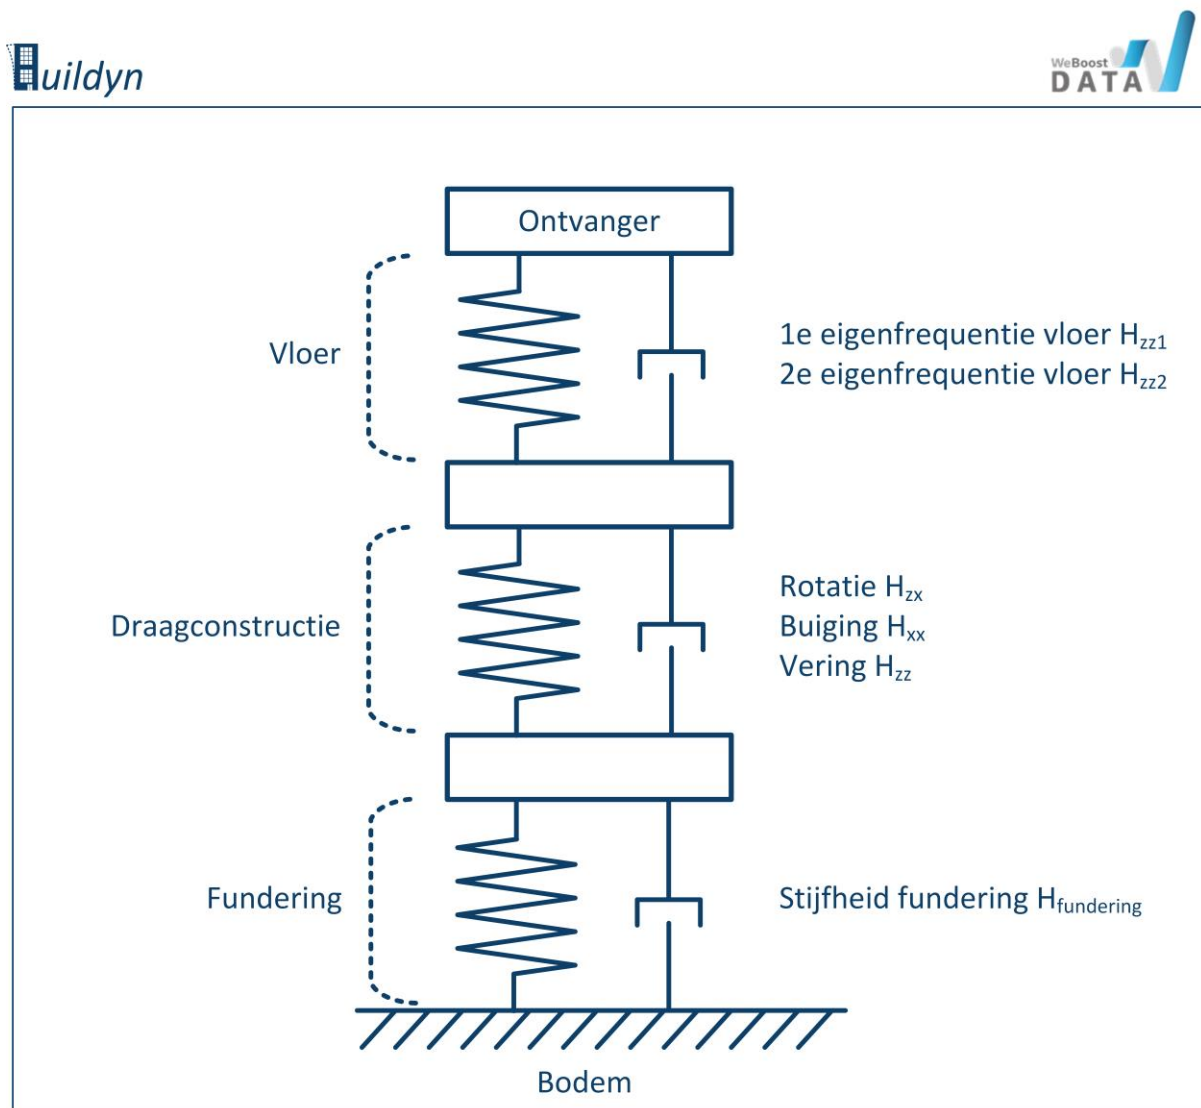 Buildyn
WeBoost
DATA
Ontvanger
Vloer
1e eigenfrequentie vloer Hzz1
2e eigenfrequentie vloer Hzz2
Draagconstructie
Rotatie Hzx
Buiging Hxx
Vering Hzz
Fundering
Stijfheid fundering Hfundering
Bodem